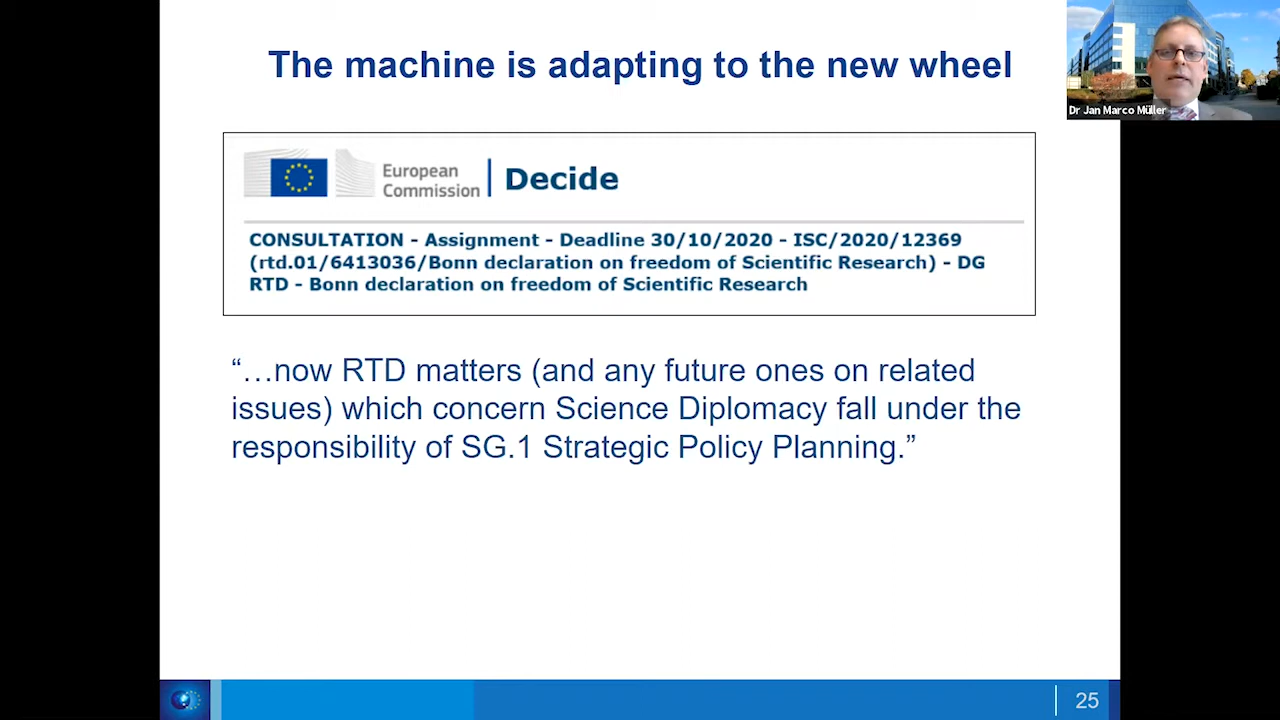 The machine is adapting to the new wheel
Dr Jan Marco Müller
European
Commission
Decide
CONSULTATION - Assignment - Deadline 30/10/2020 - ISC/2020/12369
(rtd.01/6413036/Bonn declaration on freedom of Scientific Research) - DG
RTD - Bonn declaration on freedom of Scientific Research
“…now RTD matters (and any future ones on related
issues) which concern Science Diplomacy fall under the
responsibility of SG.1 Strategic Policy Planning.”
25